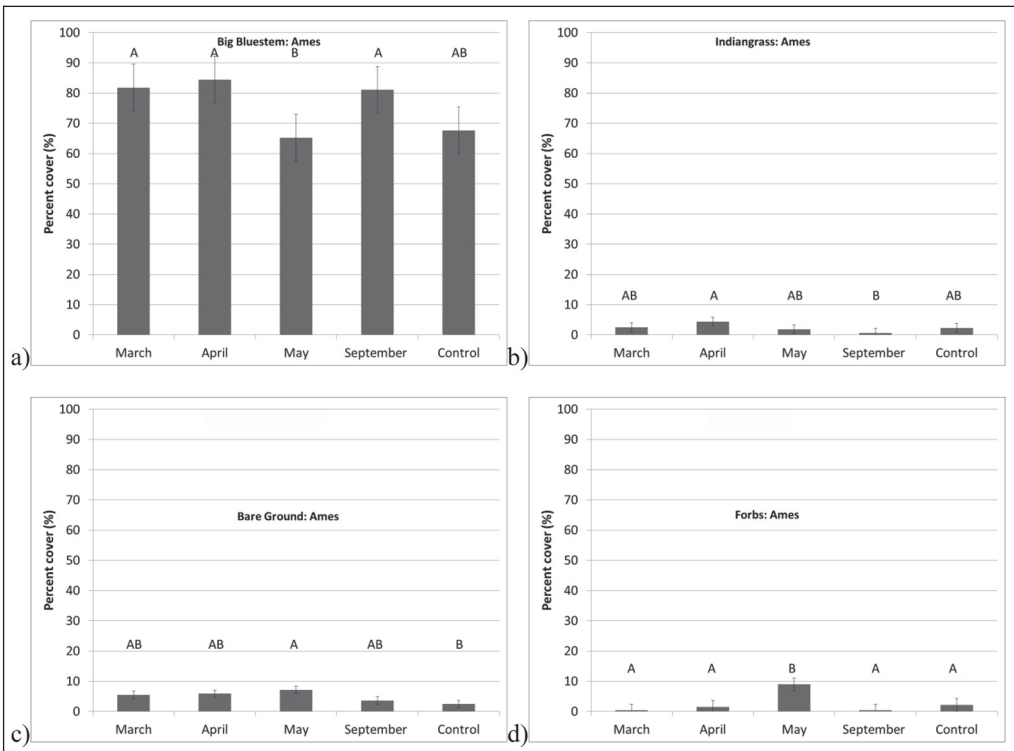 Big Bluestem: Ames
A A B A AB
100
90
80
70
60
50
40
30
20
10
0
Percent cover (%)
March April May September Control
a)
Indiangrass: Ames
100
90
80
70
60
50
40
30
20
10
0
AB A AB B AB
Percent cover (%)
March April May September Control
b)
100
90
80
70
60
50
40
30
20
10
0
Bare Ground: Ames
Percent cover (%)
AB AB A AB B
March April May September Control
c)
100
90
80
70
60
50
40
30
20
10
0
Forbs: Ames
Percent cover (%)
A A B A A
March April May September Control
d)